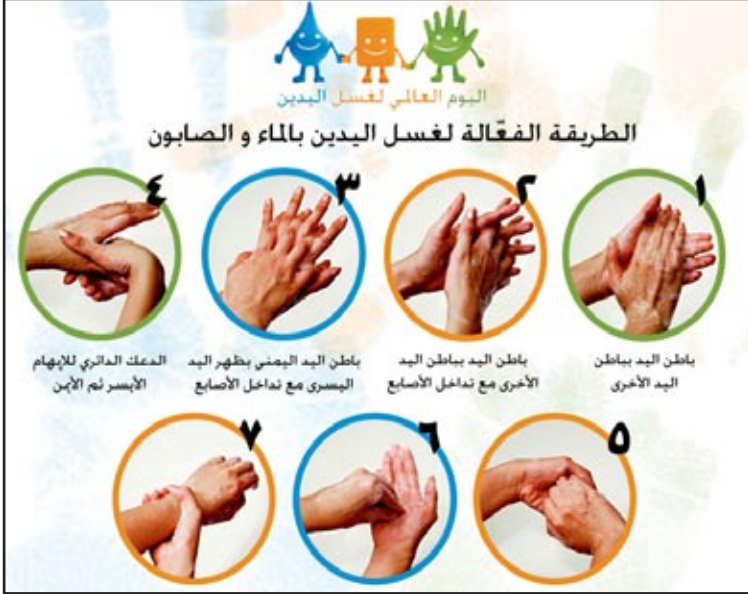 اليوم العالمي لغسل اليدين
الطريقة الفعّالة لغسل اليدين بالماء و الصابون
١
باطن اليد بباطن
اليد الأخرى
٢
باطن اليد بباطن اليد
الأخرى مع تداخل الأصابع
٣
باطن اليد اليمنى بظهر اليد
اليسرى مع تداخل الأصابع
٤
الدعك الدائري للإبهام
الأيسر ثم الأيمن
٥
٦
٧